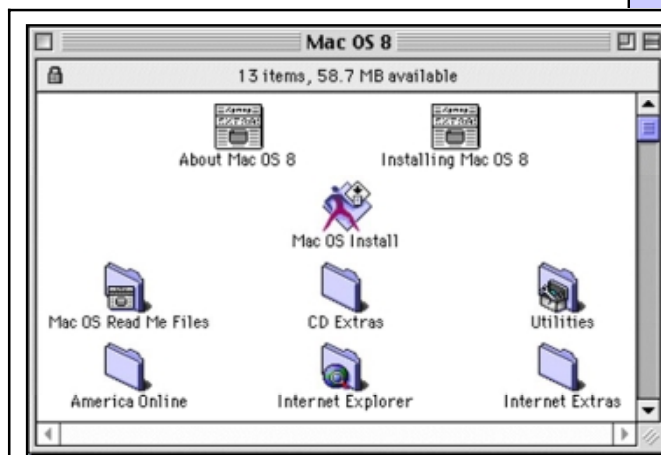 Mac OS 8
13 items, 58.7 MB available
About Mac OS 8 Installing Mac OS 8
Mac OS Install
Mac OS Read Me Files CD Extras Utilities
America Online Internet Explorer Internet Extras